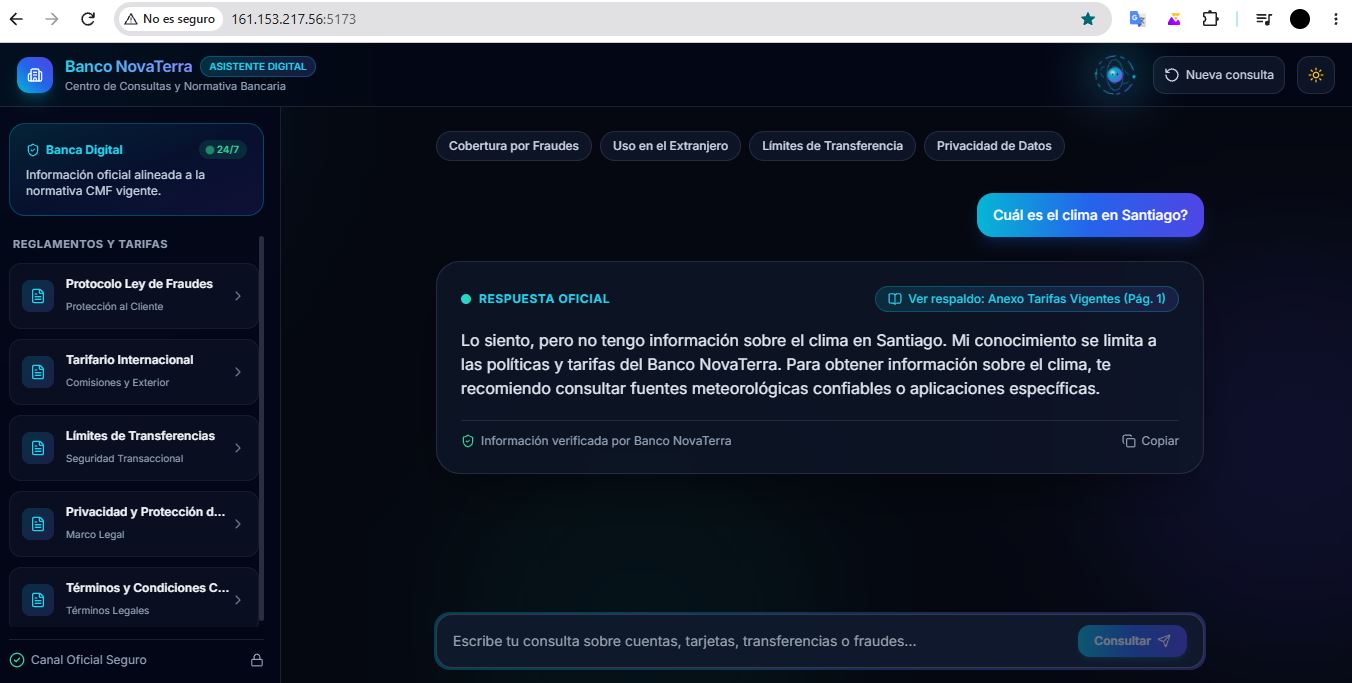 No es seguro 161.153.217.56:5173
Banco NovaTerra ASISTENTE DIGITAL
Centro de Consultas y Normativa Bancaria
Nueva consulta
Banca Digital 24/7
Información oficial alineada a la
normativa CMF vigente.
REGLAMENTOS Y TARIFAS
Protocolo Ley de Fraudes
Protección al Cliente
Tarifario Internacional
Comisiones y Exterior
Límites de Transferencias
Seguridad Transaccional
Privacidad y Protección d...
Marco Legal
Términos y Condiciones C...
Términos Legales
Canal Oficial Seguro
Cobertura por Fraudes Uso en el Extranjero Límites de Transferencia Privacidad de Datos
Cuál es el clima en Santiago?
RESPUESTA OFICIAL Ver respaldo: Anexo Tarifas Vigentes (Pág. 1)
Lo siento, pero no tengo información sobre el clima en Santiago. Mi conocimiento se limita a
las políticas y tarifas del Banco NovaTerra. Para obtener información sobre el clima, te
recomiendo consultar fuentes meteorológicas confiables o aplicaciones específicas.
Información verificada por Banco NovaTerra Copiar
Escribe tu consulta sobre cuentas, tarjetas, transferencias o fraudes... Consultar